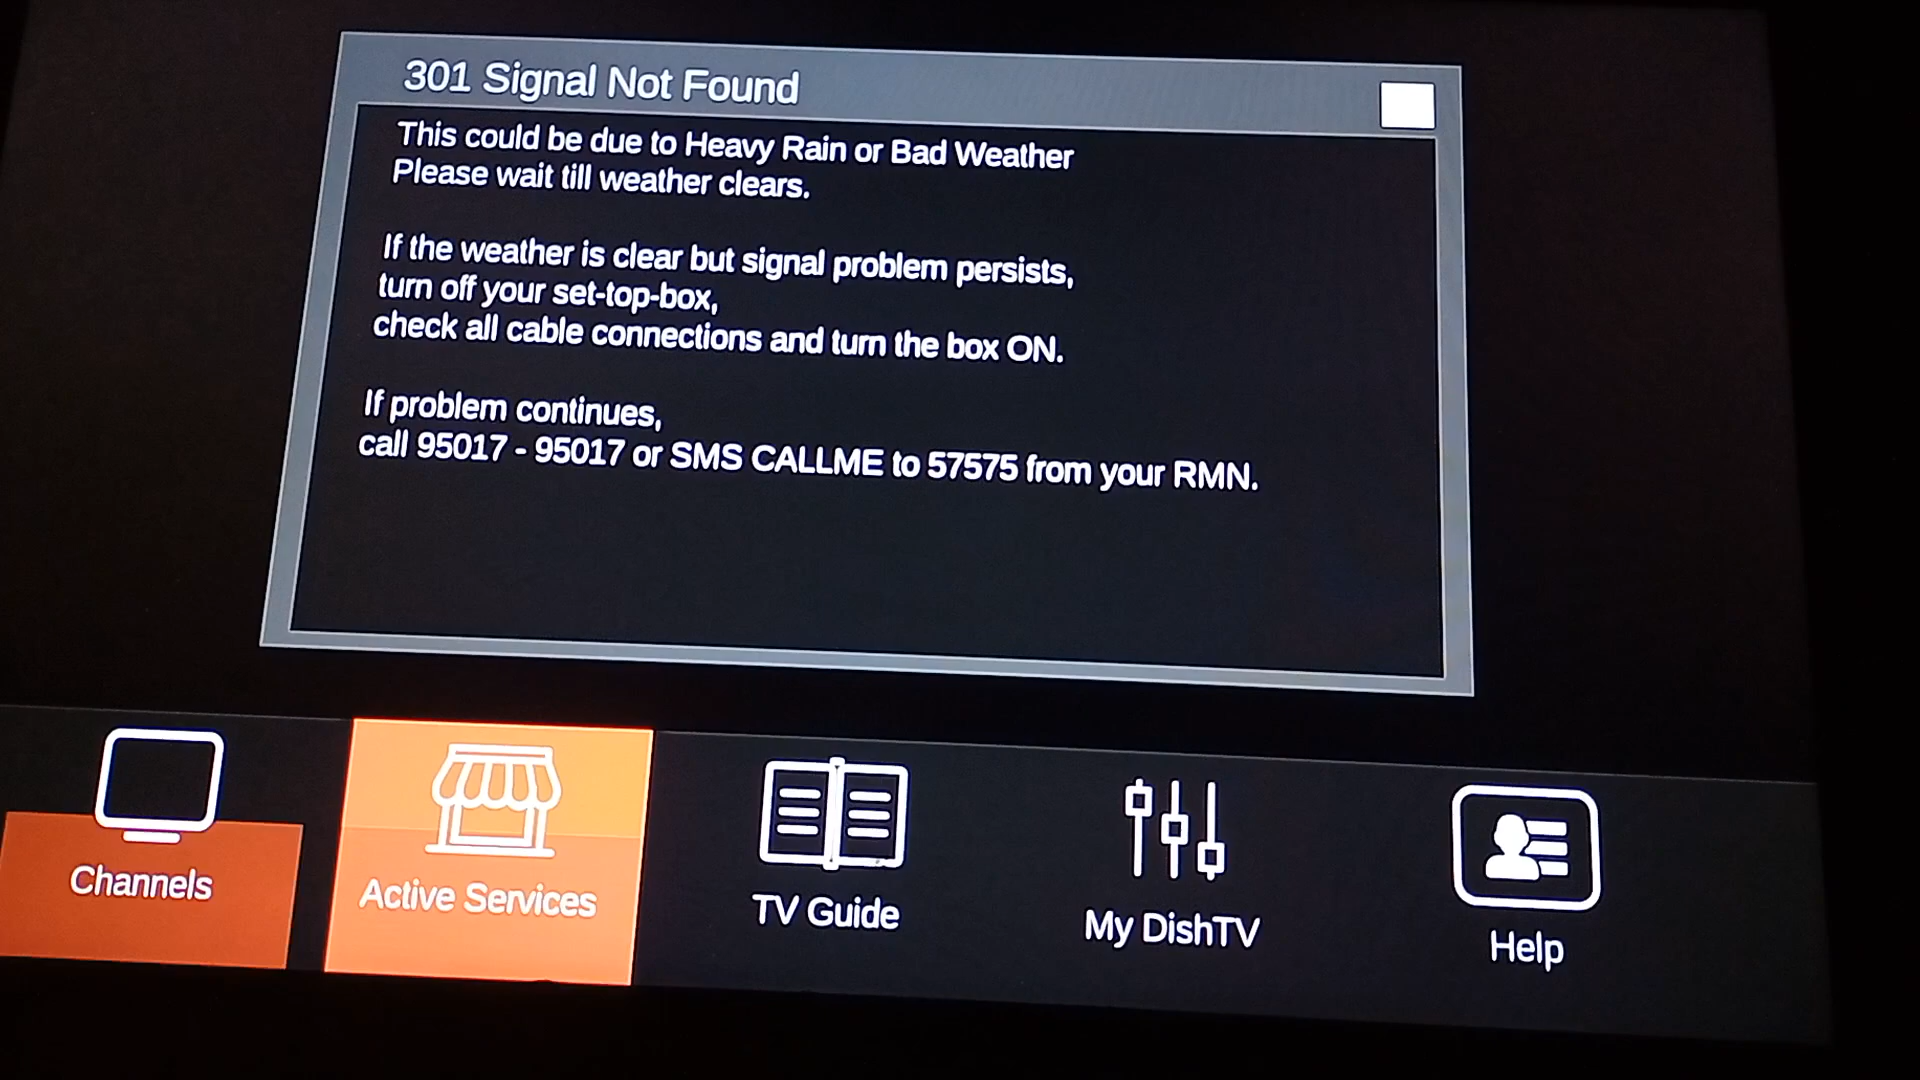 301 Signal Not Found
This could be due to Heavy Rain or Bad Weather
Please wait till weather clears.
If the weather is clear but signal problem persists,
turn off your set-top-box,
check all cable connections and turn the box ON.
If problem continues,
call 95017 - 95017 or SMS CALLME to 57575 from your RMN.
Channels
Active Services
TV Guide
My DishTV
Help